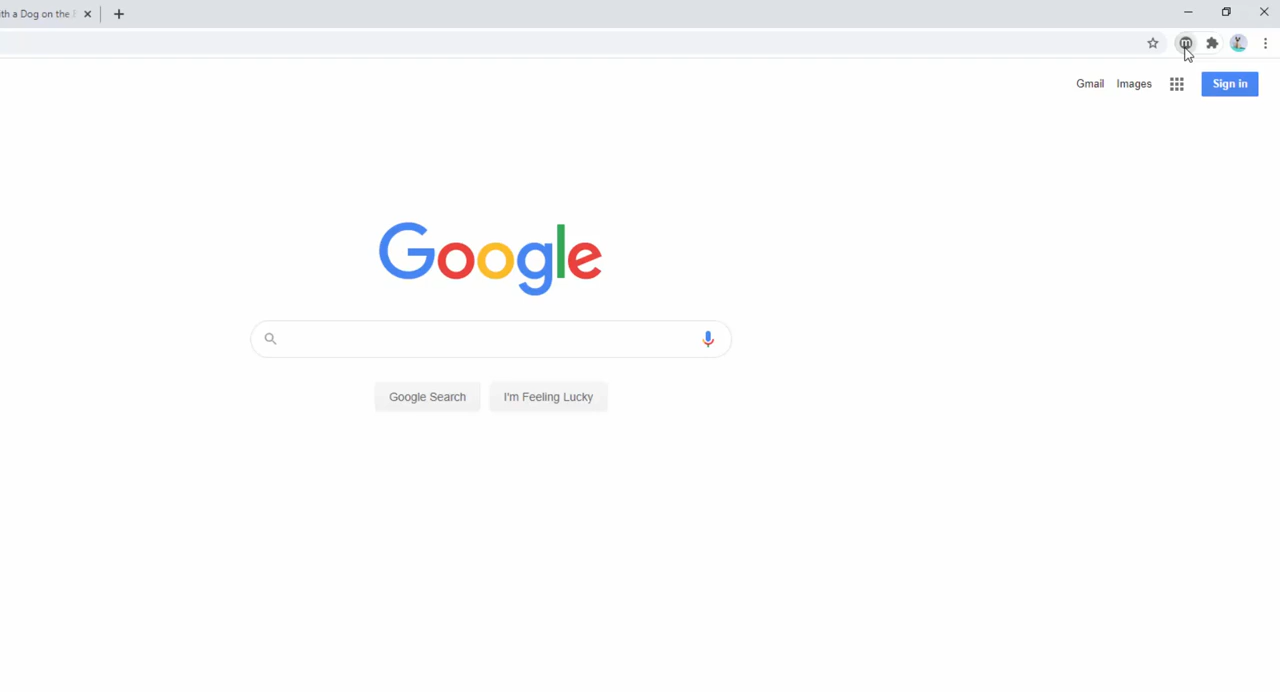 th a Dog on the
m
Gmail Images Sign in
Google
Google Search I'm Feeling Lucky